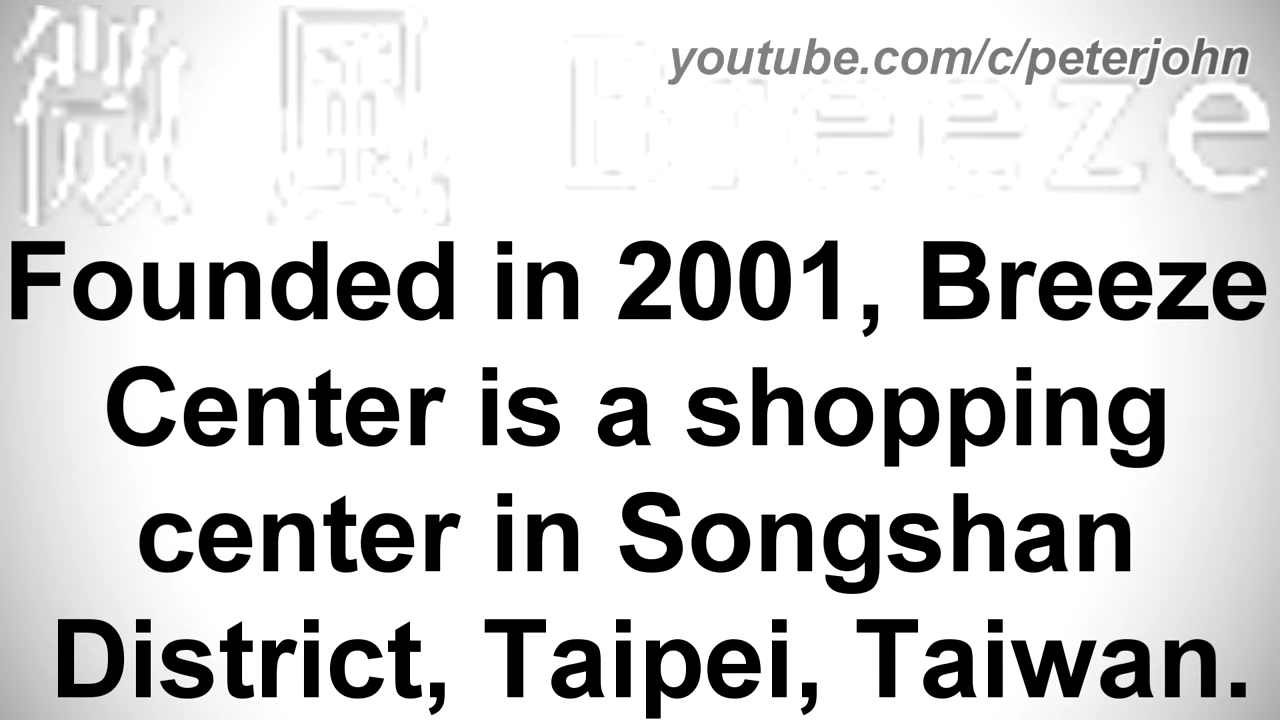 youtube.com/c/peterjohn
微風 Breeze
Founded in 2001, Breeze
Center is a shopping
center in Songshan
District, Taipei, Taiwan.